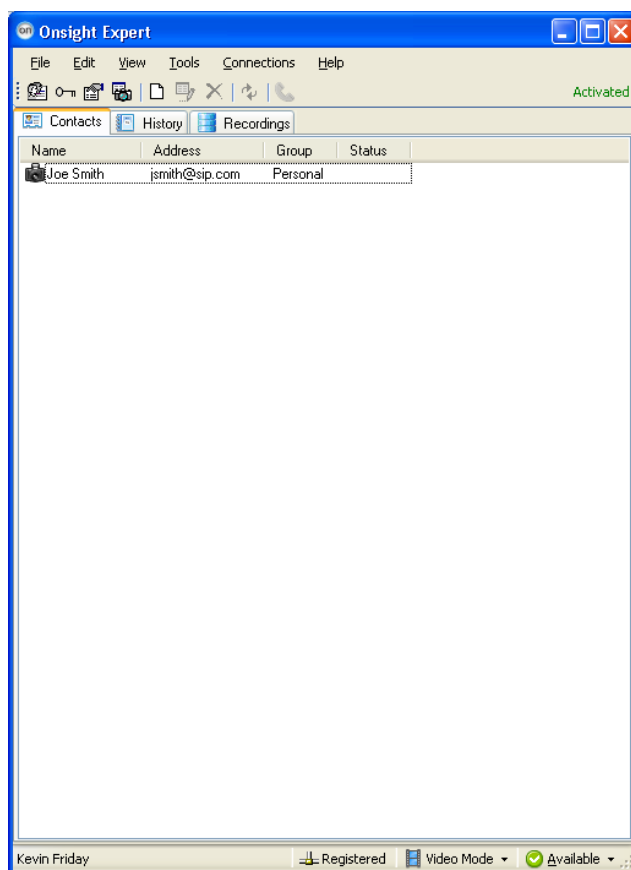 on Onsight Expert
File Edit View Tools Connections Help
Activated
Contacts History Recordings
Name Address Group Status
Joe Smith jsmith@sip.com Personal
Kevin Friday Registered Video Mode Available